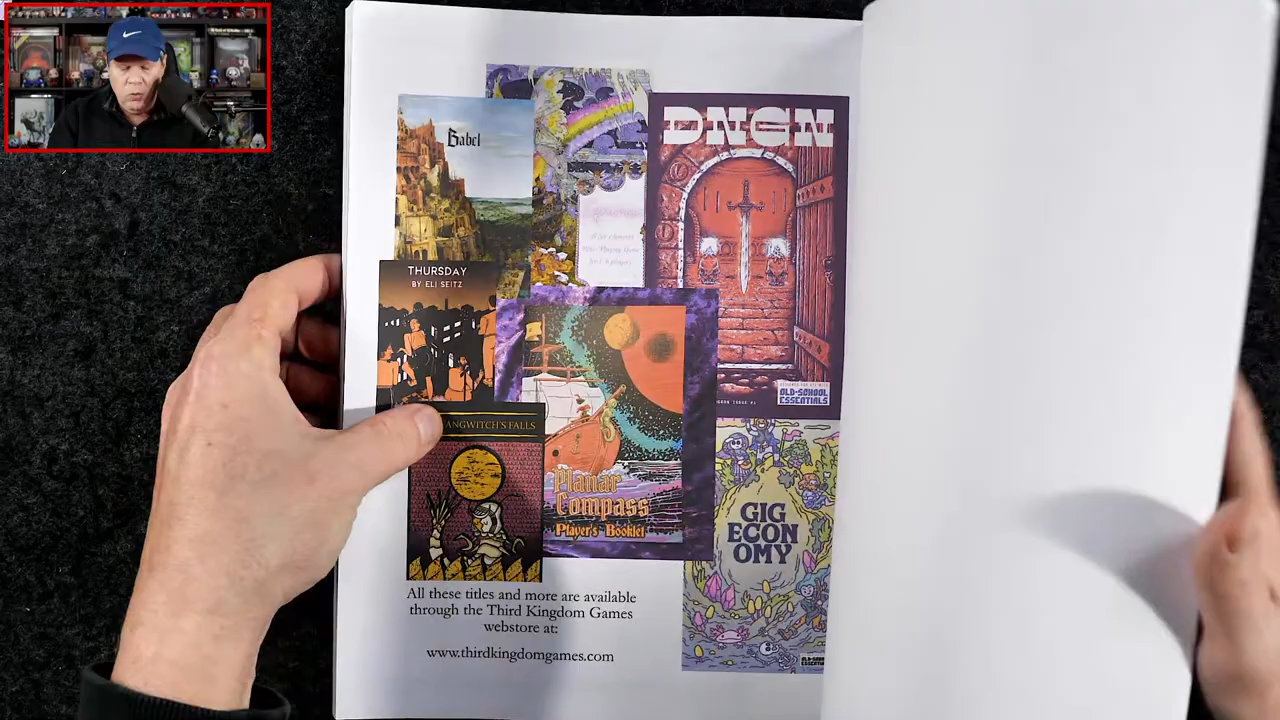 Babel
DNGN
THURSDAY
BY ELI SEITZ
ANGWITCH'S FALLS
Planar
Compass
Player's Booklet
OLD-SCHOOL
ESSENTIALS
GIG
ECON
OMY
All these titles and more are available
through the Third Kingdom Games
webstore at:
www.thirdkingdomgames.com